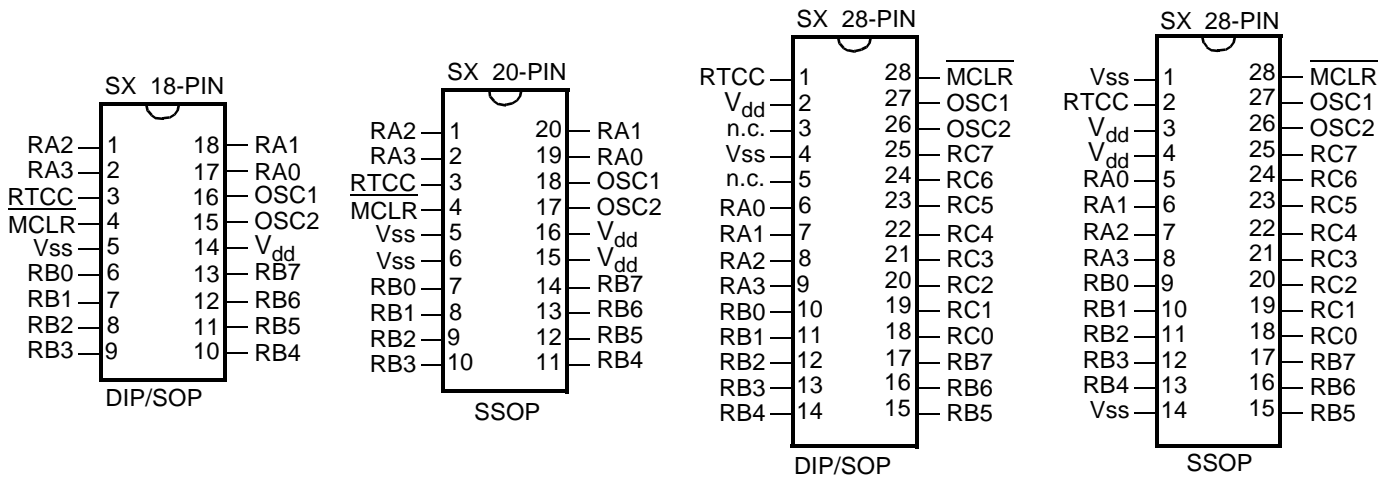 SX 18-PIN
RA2 1 18 RA1
RA3 2 17 RA0
RTCC 3 16 OSC1
MCLR 4 15 OSC2
Vss 5 14 Vdd
RB0 6 13 RB7
RB1 7 12 RB6
RB2 8 11 RB5
RB3 9 10 RB4
DIP/SOP
SX 20-PIN
RA2 1 20 RA1
RA3 2 19 RA0
RTCC 3 18 OSC1
MCLR 4 17 OSC2
Vss 5 16 Vdd
Vss 6 15 Vdd
RB0 7 14 RB7
RB1 8 13 RB6
RB2 9 12 RB5
RB3 10 11 RB4
SSOP
SX 28-PIN
RTCC 1 28 MCLR
Vdd 2 27 OSC1
n.c. 3 26 OSC2
Vss 4 25 RC7
n.c. 5 24 RC6
RA0 6 23 RC5
RA1 7 22 RC4
RA2 8 21 RC3
RA3 9 20 RC2
RB0 10 19 RC1
RB1 11 18 RC0
RB2 12 17 RB7
RB3 13 16 RB6
RB4 14 15 RB5
DIP/SOP
SX 28-PIN
Vss 1 28 MCLR
RTCC 2 27 OSC1
Vdd 3 26 OSC2
Vdd 4 25 RC7
RA0 5 24 RC6
RA1 6 23 RC5
RA2 7 22 RC4
RA3 8 21 RC3
RB0 9 20 RC2
RB1 10 19 RC1
RB2 11 18 RC0
RB3 12 17 RB7
RB4 13 16 RB6
Vss 14 15 RB5
SSOP